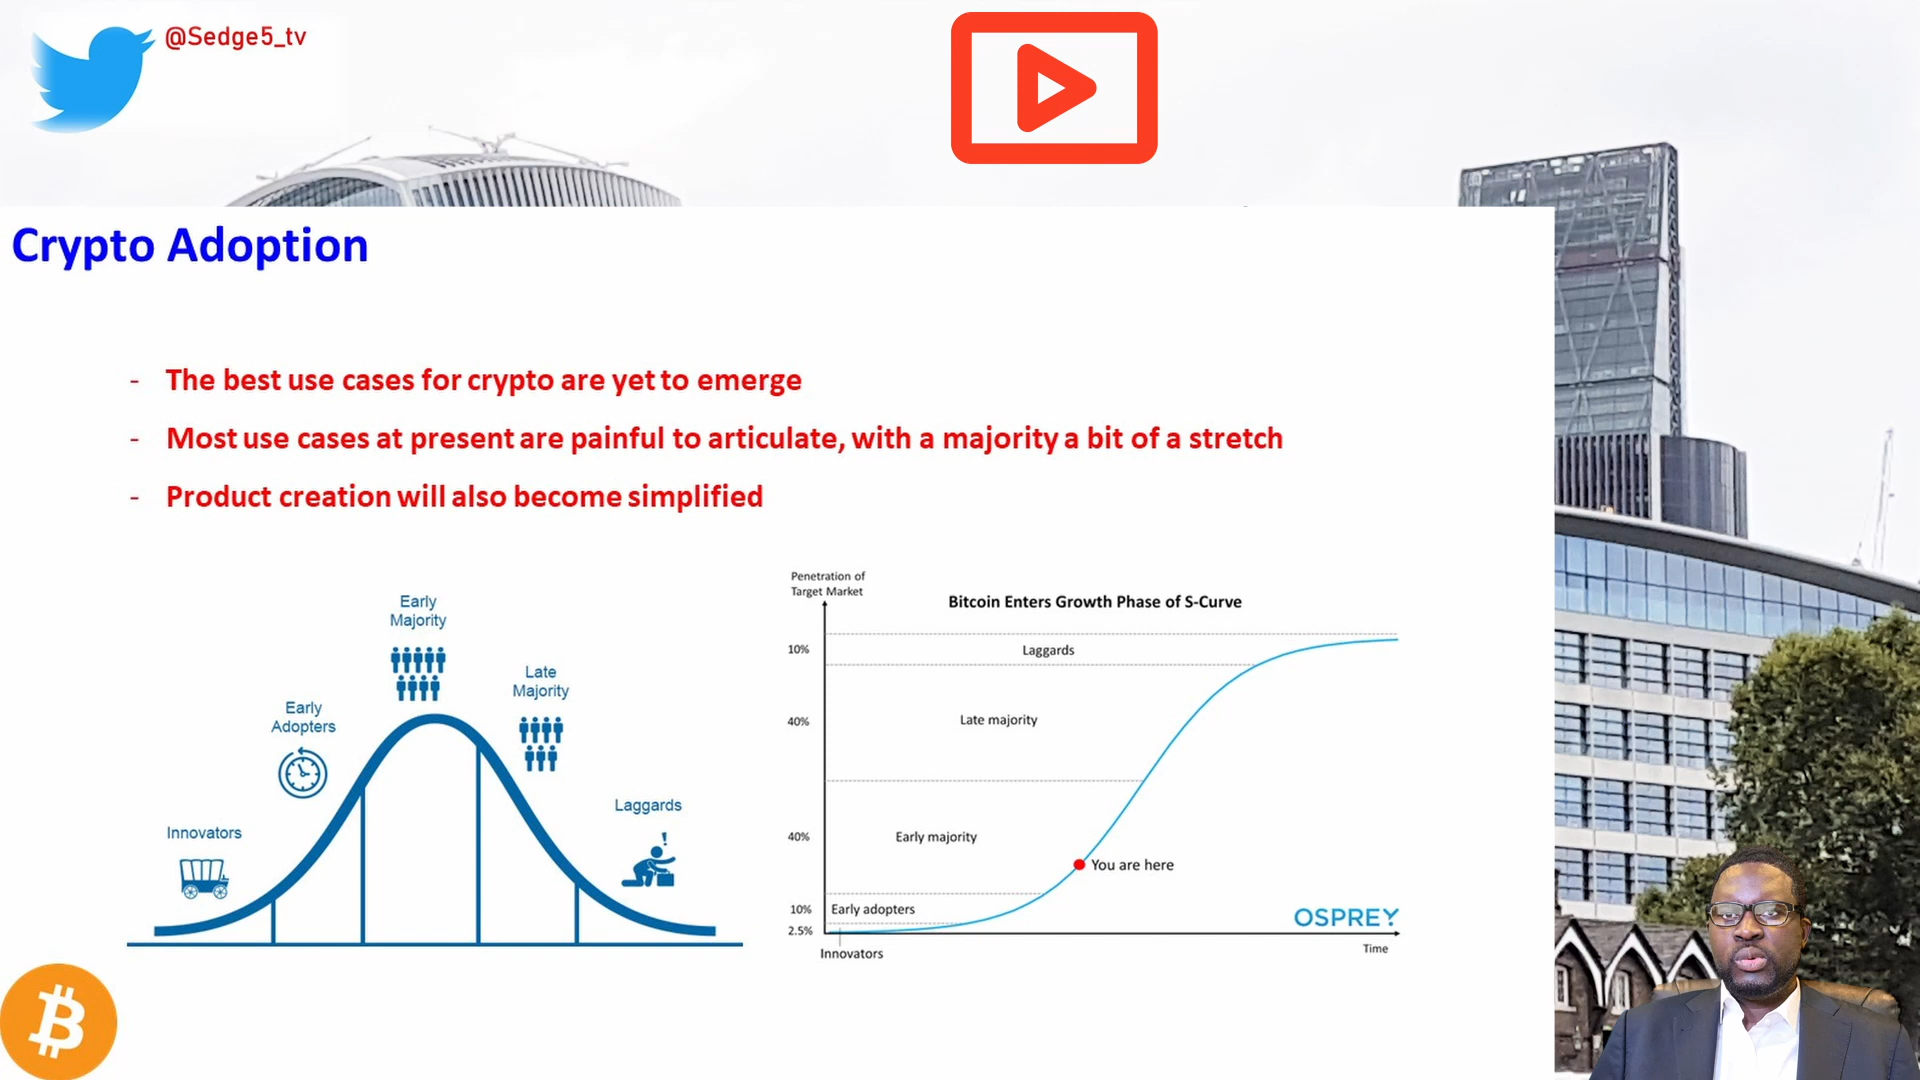 @Sedge5_tv
Crypto Adoption
- The best use cases for crypto are yet to emerge
- Most use cases at present are painful to articulate, with a majority a bit of a stretch
- Product creation will also become simplified
Early
Majority
Late
Majority
Early
Adopters
Laggards
Innovators
Penetration of
Target Market
Bitcoin Enters Growth Phase of S-Curve
10%
Laggards
40%
Late majority
40%
Early majority
You are here
10%
Early adopters
2.5%
OSPREY
Innovators
Time